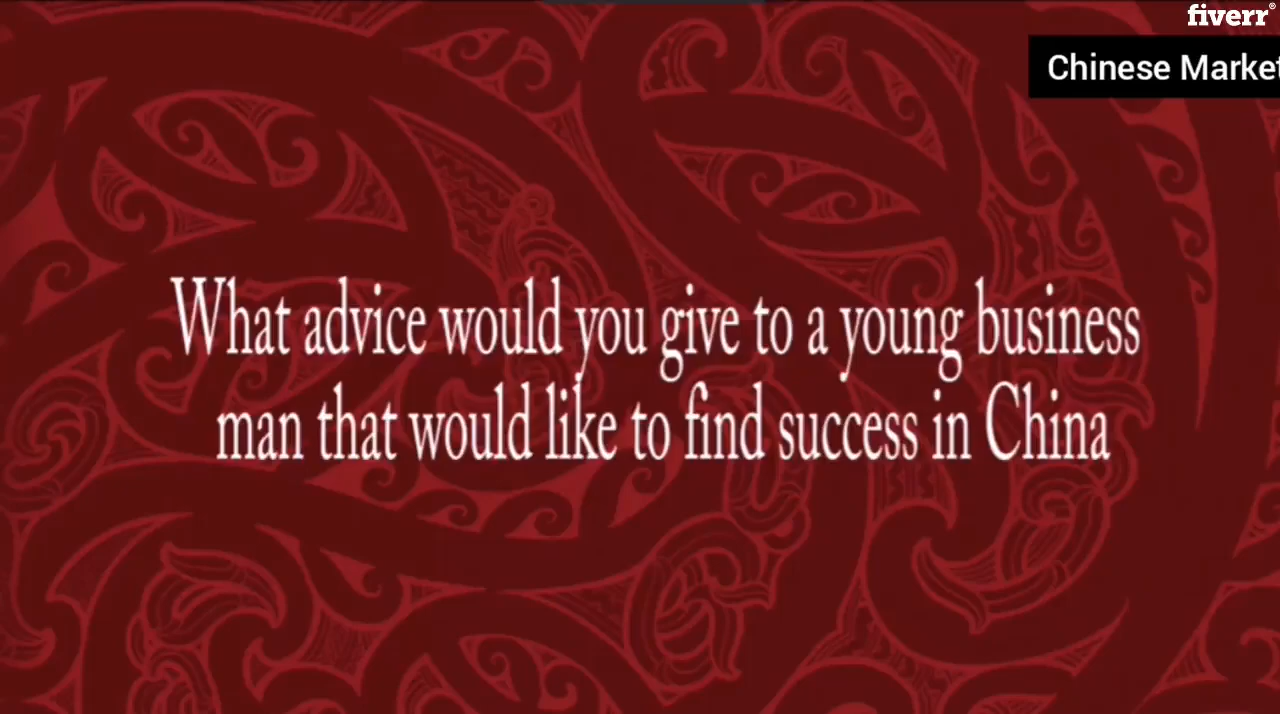 fiverr®
Chinese Market
What advice would you give to a young business
man that would like to find success in China